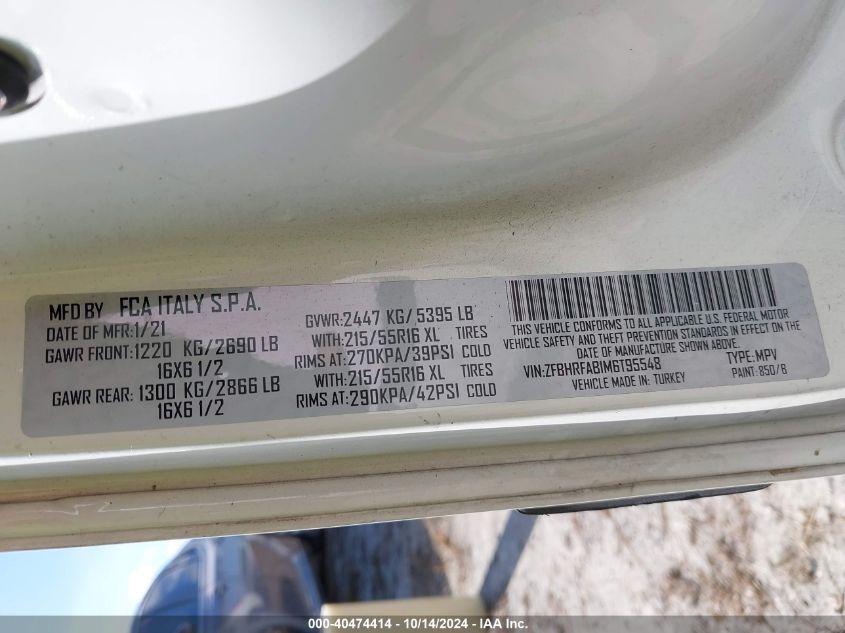 MFD BY FCA ITALY S.P.A.
DATE OF MFR:1/21
GAWR FRONT:1220 KG/2690 LB
16X6 1/2
GAWR REAR: 1300 KG/2866 LB
16X6 1/2
GVWR:2447 KG/5395 LB
WITH:215/55R16 XL TIRES
RIMS AT:270KPA/39PSI COLD
WITH:215/55R16 XL TIRES
RIMS AT:290KPA/42PSI COLD
THIS VEHICLE CONFORMS TO ALL APPLICABLE U.S. FEDERAL MOTOR
VEHICLE SAFETY AND THEFT PREVENTION STANDARDS IN EFFECT ON THE
DATE OF MANUFACTURE SHOWN ABOVE.
VIN:ZFBHRFAB1M6T95548 TYPE:MPV
VEHICLE MADE IN: TURKEY PAINT: 850/B
000-40474414 - 10/14/2024 - IAA Inc.